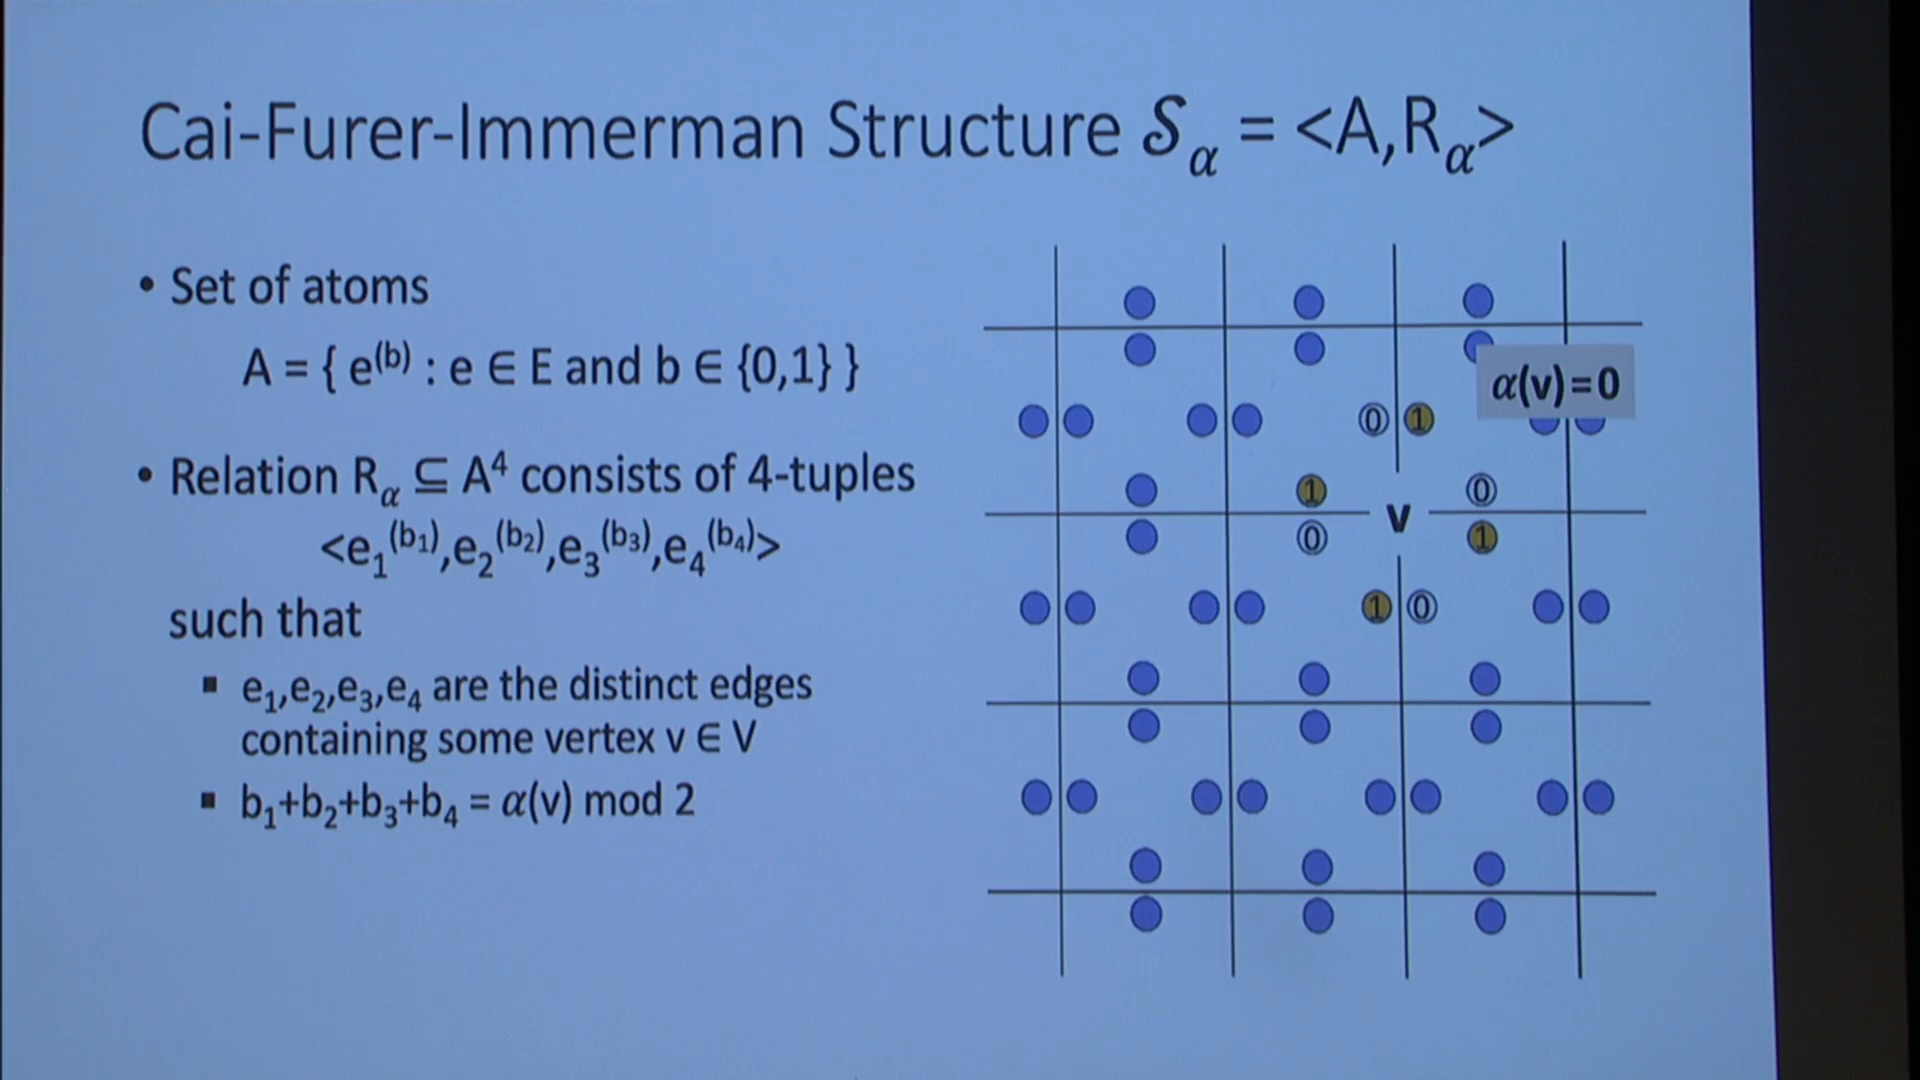 Cai-Furer-Immerman Structure 𝒮α = <A,Rα>
• Set of atoms
A = { e⁽ᵇ⁾ : e ∈ E and b ∈ {0,1} }
• Relation Rα ⊆ A⁴ consists of 4-tuples
<e₁⁽ᵇ¹⁾,e₂⁽ᵇ²⁾,e₃⁽ᵇ³⁾,e₄⁽ᵇ⁴⁾>
such that
▪ e₁,e₂,e₃,e₄ are the distinct edges
containing some vertex v ∈ V
▪ b₁+b₂+b₃+b₄ = α(v) mod 2
α(v)=0
0 1
1 0
v
0 1
1 0